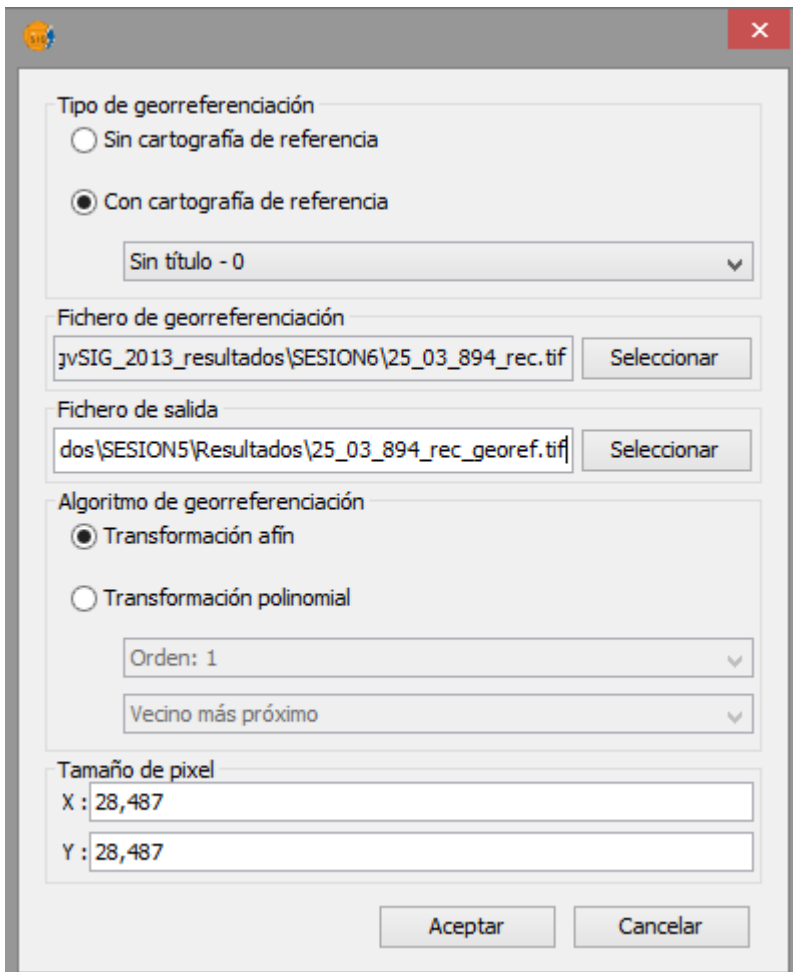 SIG
Tipo de georreferenciación
Sin cartografía de referencia
Con cartografía de referencia
Sin título - 0
Fichero de georreferenciación
gvSIG_2013_resultados\SESION6\25_03_894_rec.tif
Seleccionar
Fichero de salida
dos\SESION5\Resultados\25_03_894_rec_georef.tif
Seleccionar
Algoritmo de georreferenciación
Transformación afín
Transformación polinomial
Orden: 1
Vecino más próximo
Tamaño de pixel
X : 28,487
Y : 28,487
Aceptar
Cancelar